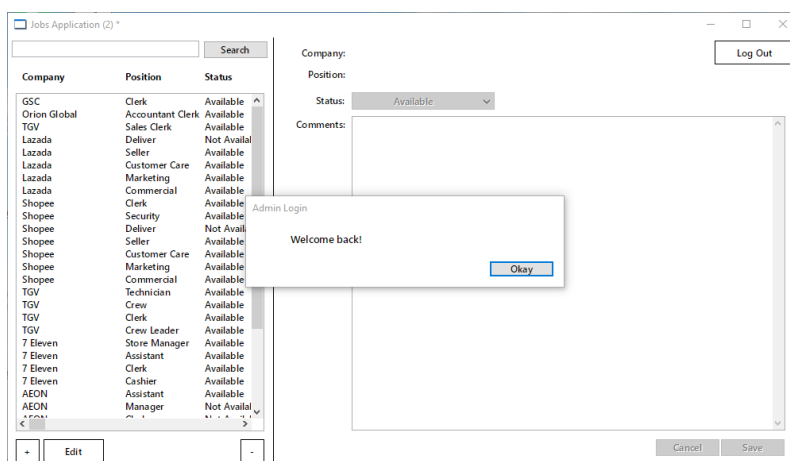 Jobs Application (2) *
Search
Company Position Status
GSC Clerk Available
Orion Global Accountant Clerk Available
TGV Sales Clerk Available
Lazada Deliver Not Availal
Lazada Seller Available
Lazada Customer Care Available
Lazada Marketing Available
Lazada Commercial Available
Shopee Clerk Available
Shopee Security Available
Shopee Deliver Not Avail
Shopee Seller Available
Shopee Customer Care Available
Shopee Marketing Available
Shopee Commercial Available
TGV Technician Available
TGV Crew Available
TGV Clerk Available
TGV Crew Leader Available
7 Eleven Store Manager Available
7 Eleven Assistant Available
7 Eleven Clerk Available
7 Eleven Cashier Available
AEON Assistant Available
AEON Manager Not Availal
+ Edit -
Company:
Log Out
Position:
Status: Available
Comments:
Admin Login
Welcome back!
Okay
Cancel Save